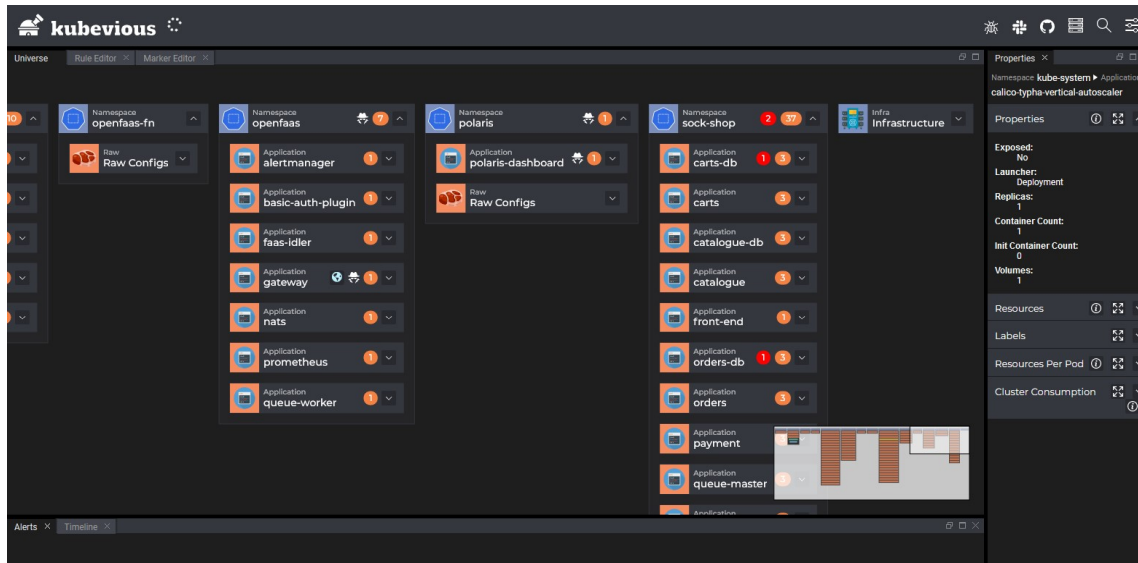 kubevious
Universe
Rule Editor
Marker Editor
10
Namespace
openfaas-fn
Raw
Raw Configs
Namespace
openfaas
7
Application
alertmanager
1
Application
basic-auth-plugin
1
Application
faas-idler
1
Application
gateway
1
Application
nats
1
Application
prometheus
1
Application
queue-worker
1
Namespace
polaris
1
Application
polaris-dashboard
1
Raw
Raw Configs
Namespace
sock-shop
2
37
Application
carts-db
1
3
Application
carts
3
Application
catalogue-db
3
Application
catalogue
3
Application
front-end
1
Application
orders-db
1
3
Application
orders
3
Application
payment
Application
queue-master
Application
Infra
Infrastructure
Properties
Namespace kube-system Application
calico-typha-vertical-autoscaler
Properties
Exposed:
No
Launcher:
Deployment
Replicas:
1
Container Count:
1
Init Container Count:
0
Volumes:
1
Resources
Labels
Resources Per Pod
Cluster Consumption
Alerts
Timeline